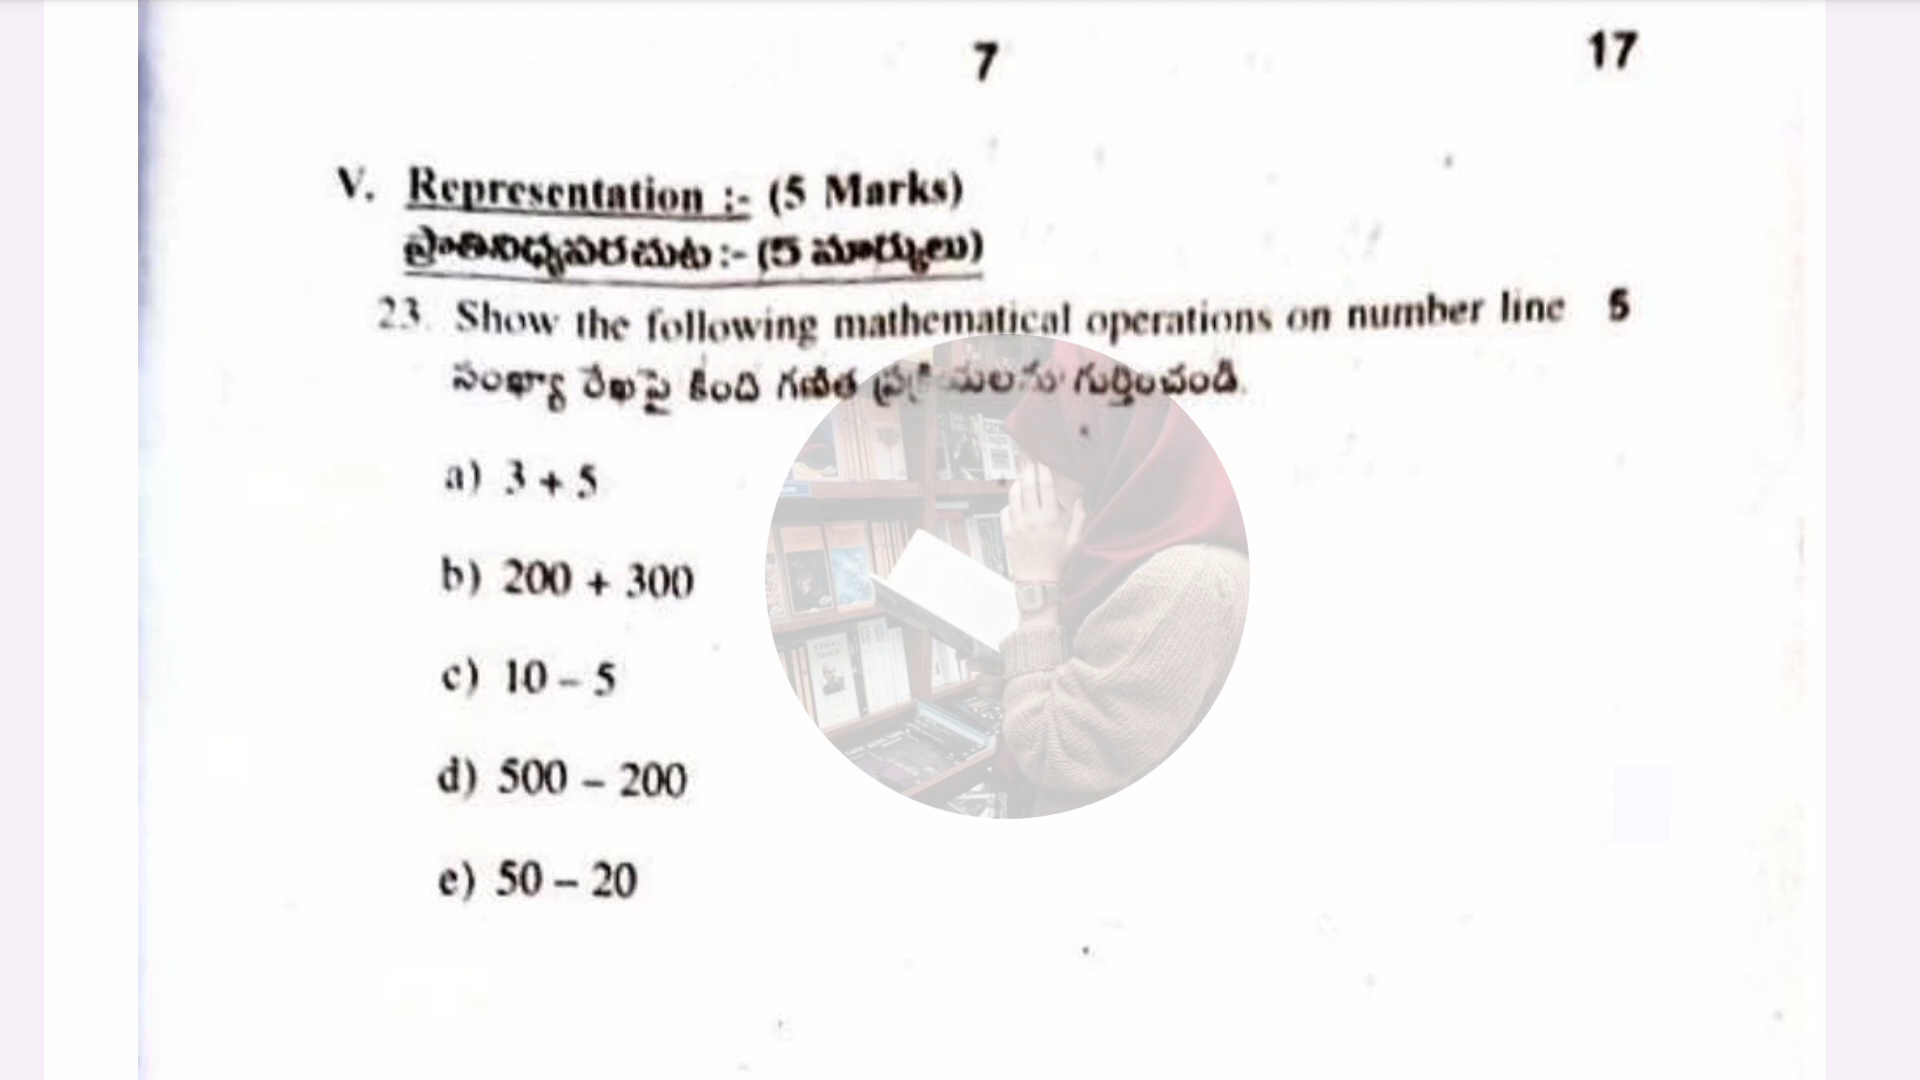 7
17
V. Representation :- (5 Marks)
ప్రాతినిధ్యపరచుట :- (5 మార్కులు)
23. Show the following mathematical operations on number line 5
సంఖ్యా రేఖపై కింది గణిత గుర్తించండి.
a) 3 + 5
b) 200 + 300
c) 10 – 5
d) 500 – 200
e) 50 – 20